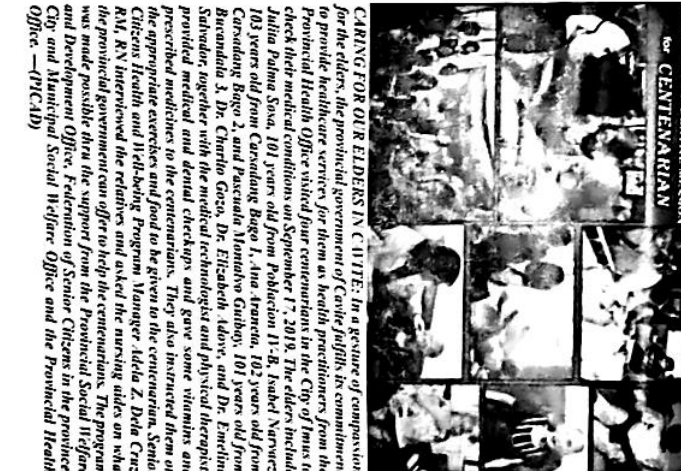 for CENTENARIAN
CARING FOR OUR ELDERS IN CAVITE: In a gesture of compassion
for the elders, the provincial government of Cavite fulfills its commitmen
to provide healthcare services for them as health practitioners from the
Provincial Health Office visited four centenarians in the City of Imus to
check their medical conditions on September 17, 2019. The elders include
Julita Palma Sosa, 101 years old from Poblacion IV-B, Isabel Narvaez
103 years old from Carsadang Bago 1, Ana Araneta, 102 years old from
Carsadang Bago 2, and Pascuala Montalvo Guiboy, 101 years old from
Bucandala 3. Dr. Charlito Gozo, Dr. Elizabeth Adove, and Dr. Emelind
Salvador, together with the medical technologist and physical therapist
provided medical and dental checkups and gave some vitamins and
prescribed medicines to the centenarians. They also instructed them on
the appropriate exercises and food to be given to the centenarian. Senio
Citizens Health and Well-being Program Manager Adela Z. Dela Cruz
RM, RN interviewed the relatives and asked the nursing aides on wha
the provincial government can offer to help the centenarians. The program
was made possible thru the support from the Provincial Social Welfare
and Development Office, Federation of Senior Citizens in the province
City and Municipal Social Welfare Office and the Provincial Health
Office. —(PICAD)